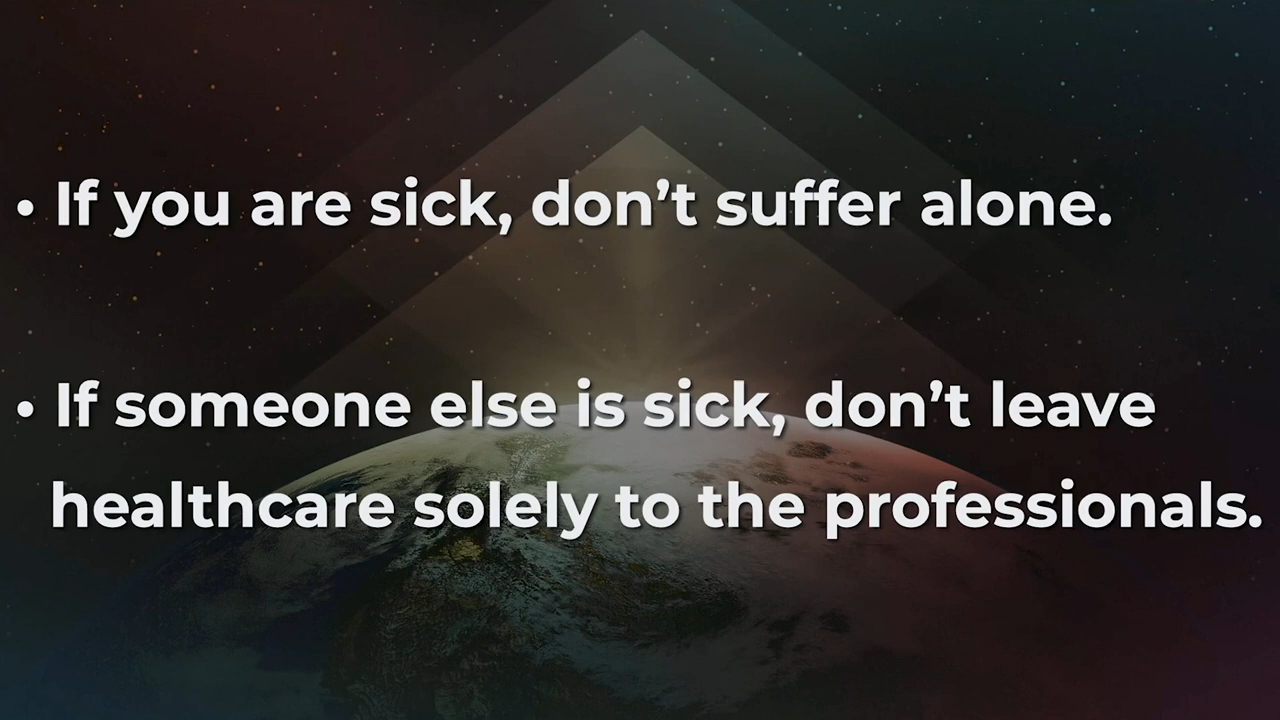 • If you are sick, don’t suffer alone.
• If someone else is sick, don’t leave
healthcare solely to the professionals.